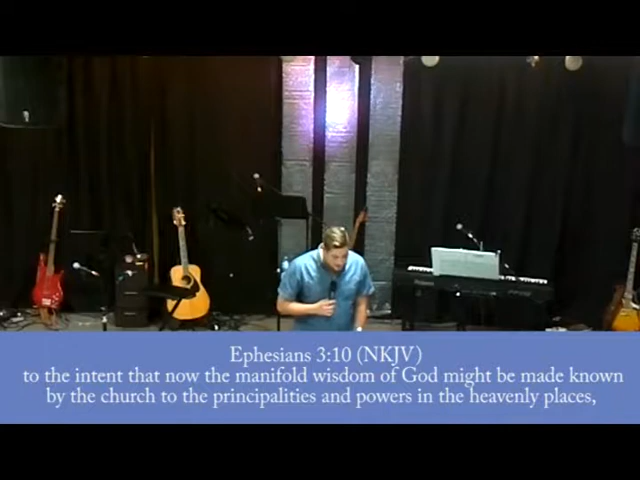 Ephesians 3:10 (NKJV)
to the intent that now the manifold wisdom of God might be made known
by the church to the principalities and powers in the heavenly places,